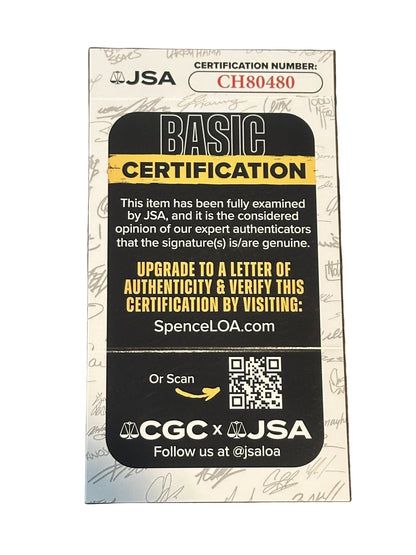 JSA
CERTIFICATION NUMBER:
CH80480
BASIC
CERTIFICATION
This item has been fully examined
by JSA, and it is the considered
opinion of our expert authenticators
that the signature(s) is/are genuine.
UPGRADE TO A LETTER OF
AUTHENTICITY & VERIFY THIS
CERTIFICATION BY VISITING:
SpenceLOA.com
Or Scan
CGC x JSA
Follow us at @jsaloa